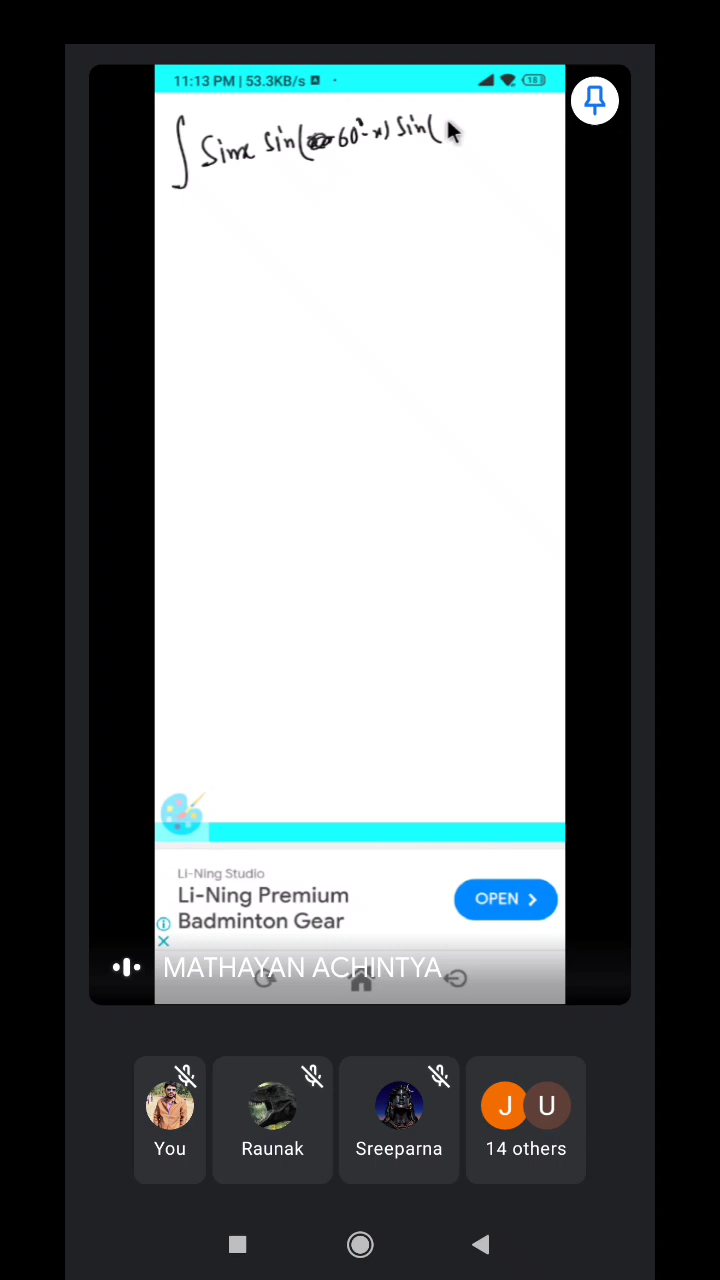 11:13 PM | 53.3KB/s
183
∫ Sinx Sin( 60°-x) Sin(
Li-Ning Studio
Li-Ning Premium
Badminton Gear
OPEN
MATHAYAN ACHINTYA
J U
You Raunak Sreeparna 14 others